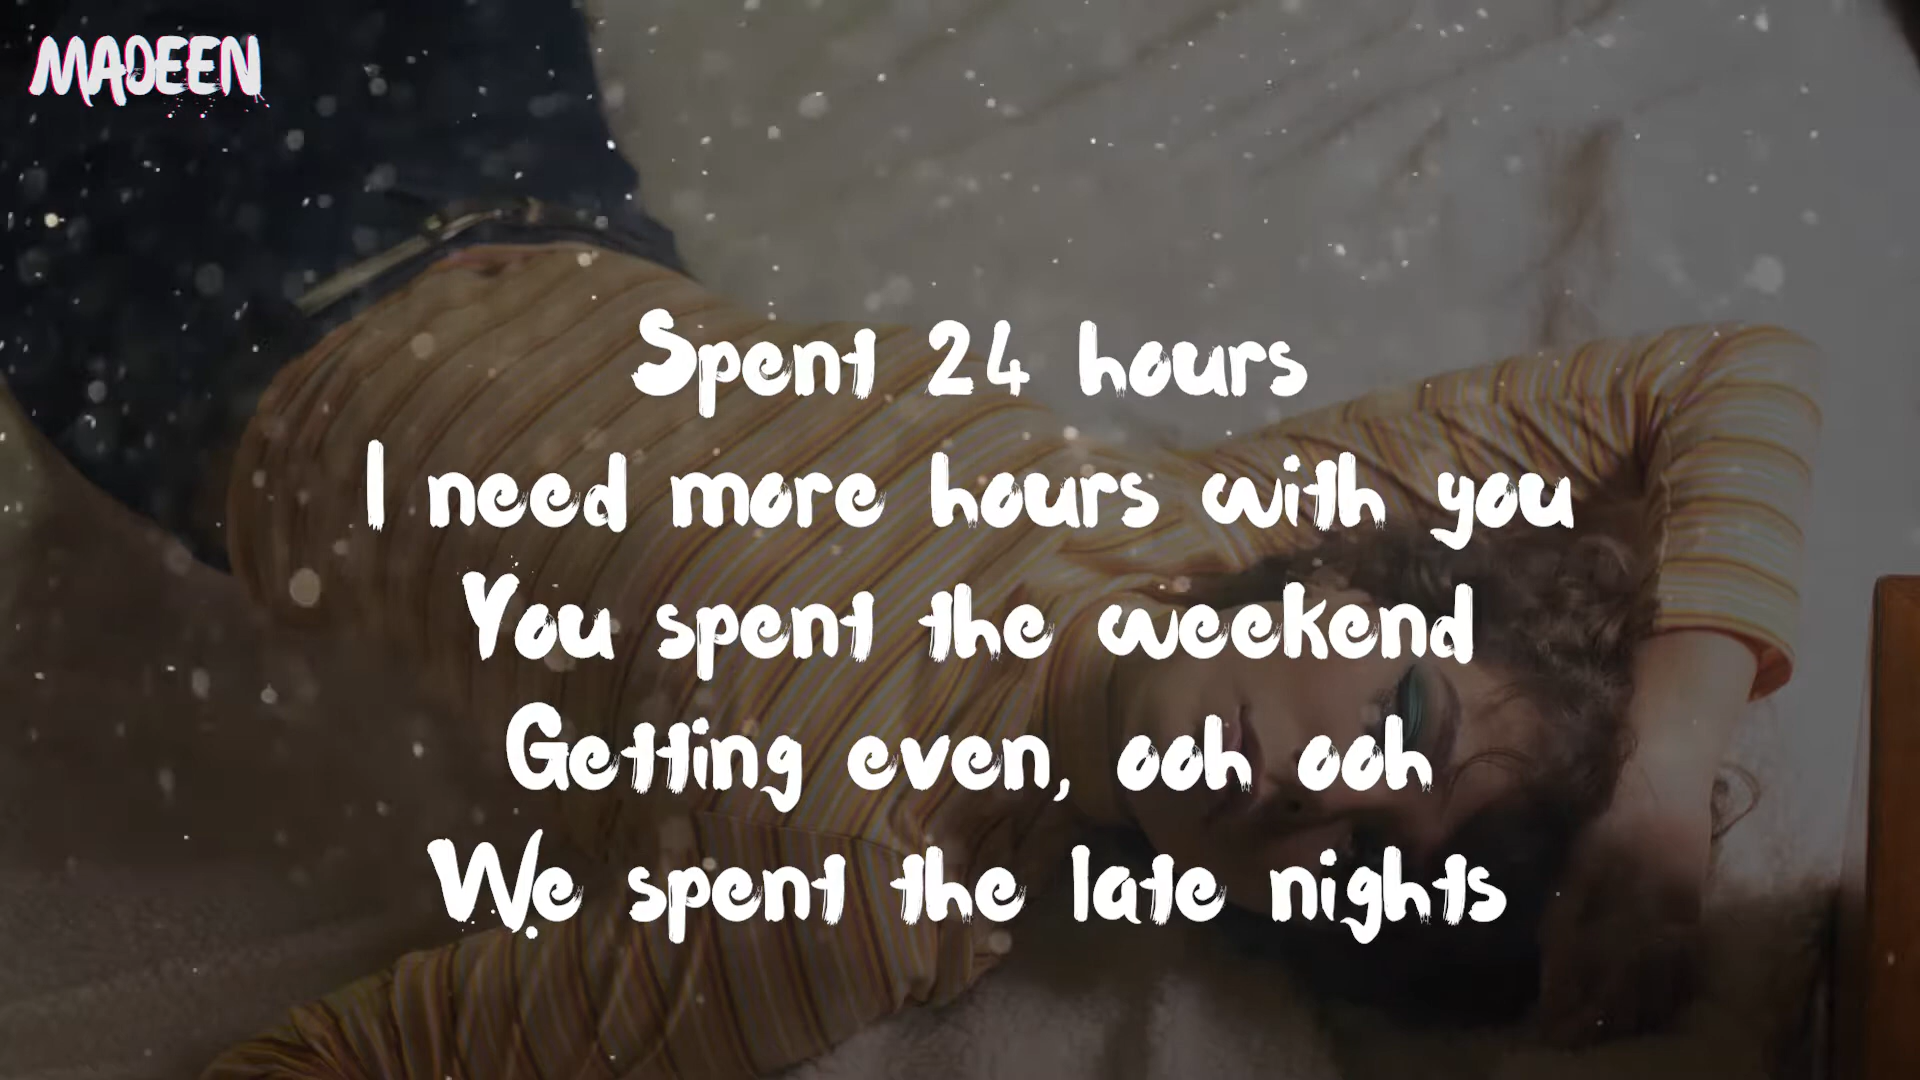 MADEEN
Spent 24 hours
I need more hours with you
You spent the weekend
Getting even, ooh ooh
We spent the late nights